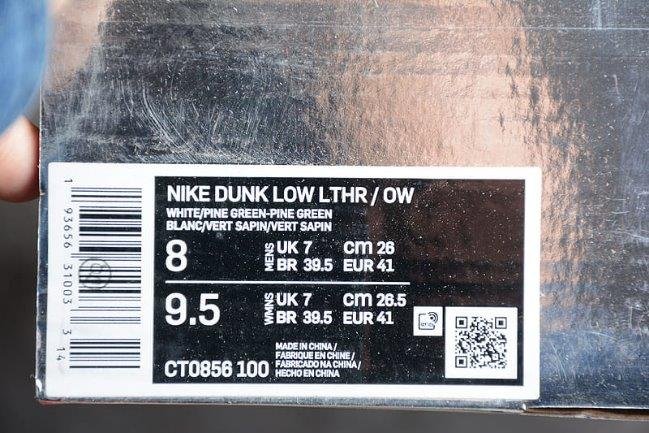 NIKE DUNK LOW LTHR / OW
WHITE/PINE GREEN-PINE GREEN
BLANC/VERT SAPIN/VERT SAPIN
8 MENS UK 7 cm 26
BR 39.5 EUR 41
9.5 WMNS UK 7 cm 26.5
BR 39.5 EUR 41
CT0856 100
MADE IN CHINA /
FABRIQUE EN CHINE /
FABRICADO NA CHINA /
HECHO EN CHINA
1 93656 31003 3 14